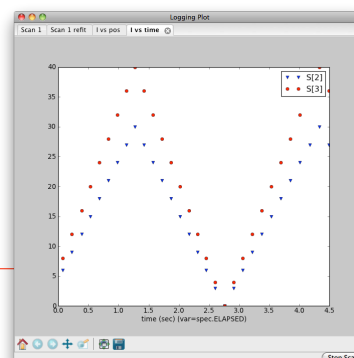 Logging Plot
Scan 1
Scan 1 refit
I vs pos
I vs time
40
35
30
25
20
15
10
5
0
S[2]
S[3]
0.0 0.5 1.0 1.5 2.0 2.5 3.0 3.5 4.0 4.5
time (sec) (var=spec.ELAPSED)
Stop Sca